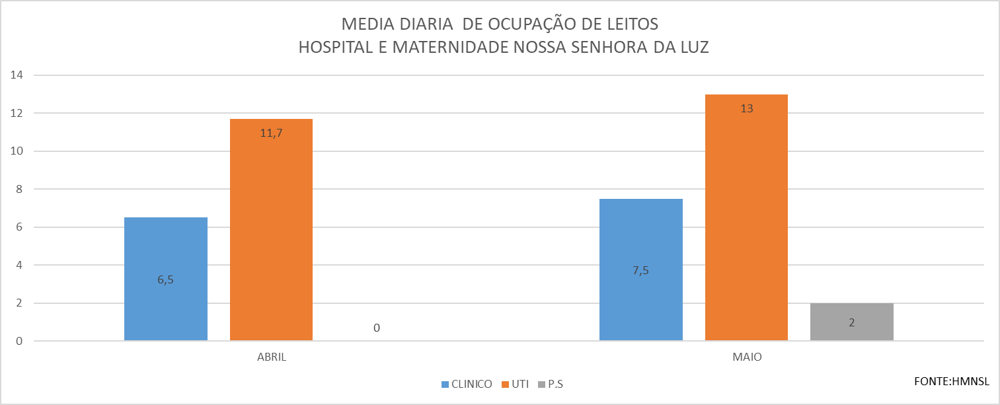 MEDIA DIARIA  DE OCUPAÇÃO DE LEITOS
HOSPITAL E MATERNIDADE NOSSA SENHORA DA LUZ
14
12
10
8
6
4
2
0
6,5
11,7
0
7,5
13
2
ABRIL
MAIO
CLINICO UTI P.S
FONTE:HMNSL